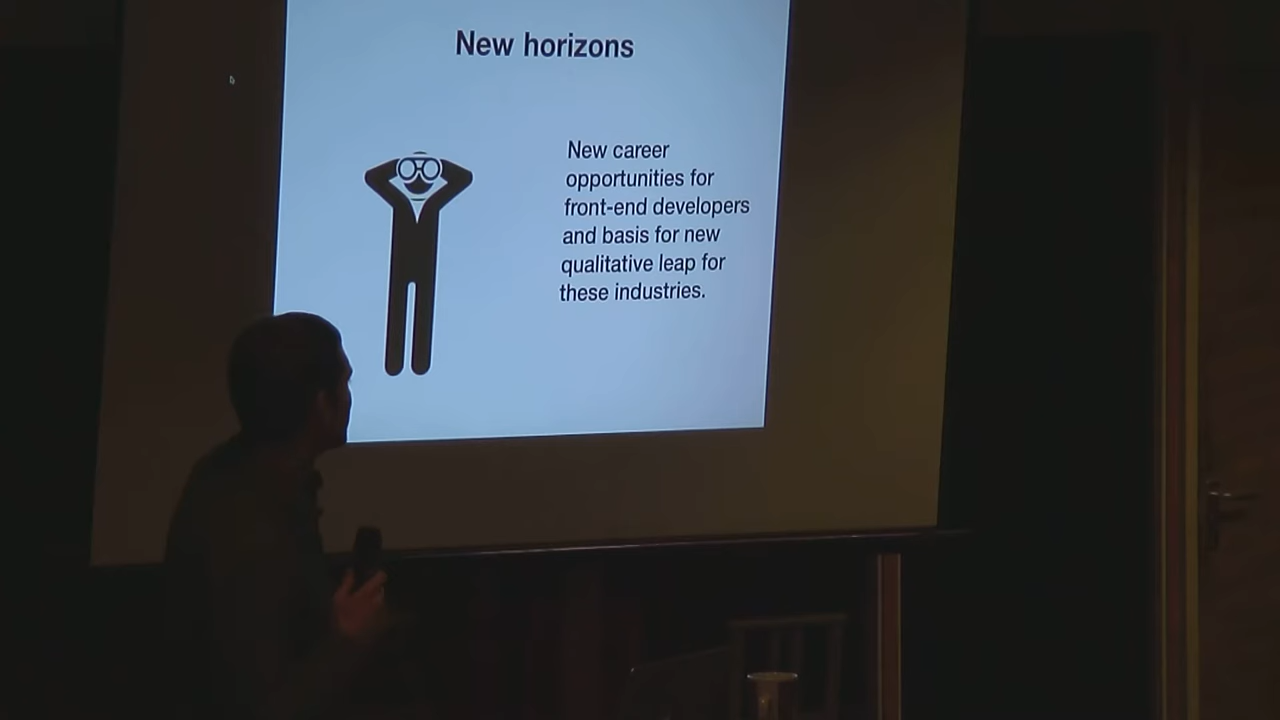 New horizons
New career
opportunities for
front-end developers
and basis for new
qualitative leap for
these industries.